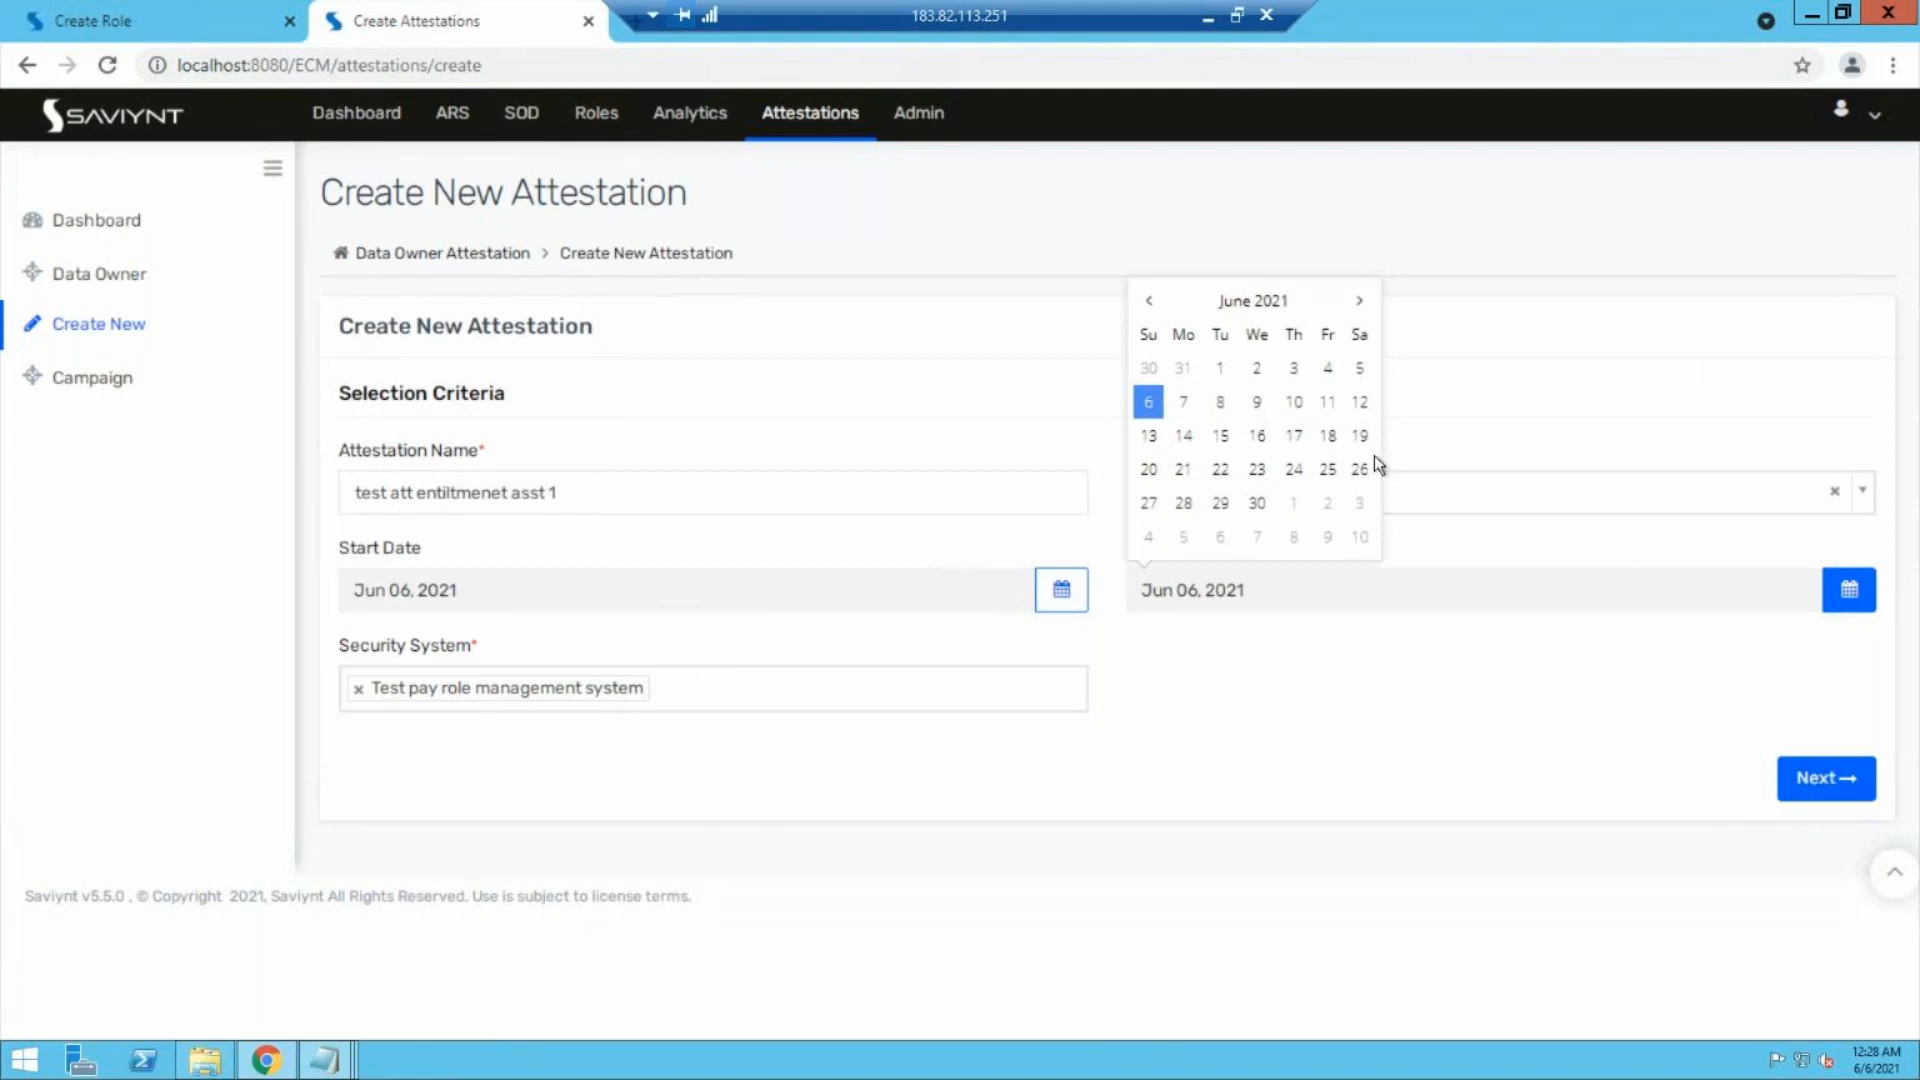 Create Role
Create Attestations
183.82.113.251
localhost:8080/ECM/attestations/create
SAVIYNT
Dashboard ARS SOD Roles Analytics Attestations Admin
Dashboard
Data Owner
Create New
Campaign
Create New Attestation
Data Owner Attestation > Create New Attestation
Create New Attestation
Selection Criteria
Attestation Name*
test att entiltmenet asst 1
Start Date
Jun 06, 2021
Security System*
× Test pay role management system
June 2021
Su Mo Tu We Th Fr Sa
30 31 1 2 3 4 5
6 7 8 9 10 11 12
13 14 15 16 17 18 19
20 21 22 23 24 25 26
27 28 29 30 1 2 3
4 5 6 7 8 9 10
Jun 06, 2021
Next→
Saviynt v5.5.0 , © Copyright 2021, Saviynt All Rights Reserved. Use is subject to license terms.
12:28 AM
6/6/2021